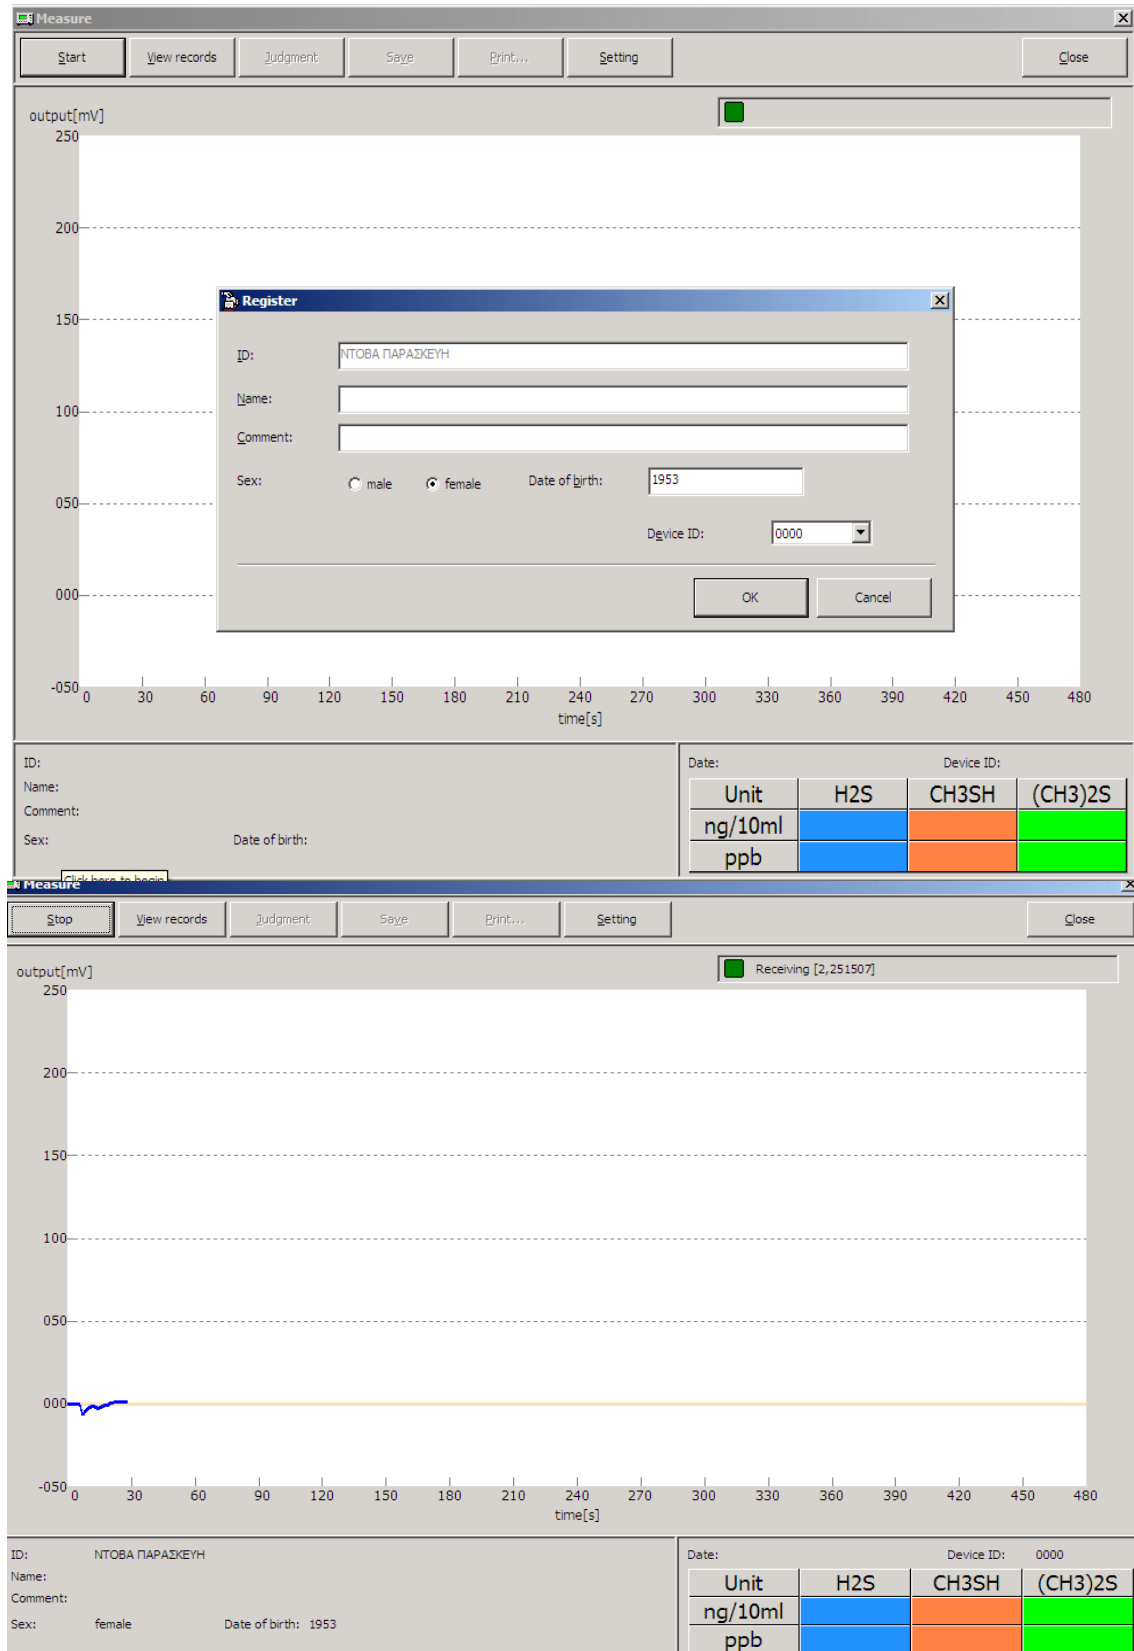 Measure
Start View records Judgment Save Print... Setting Close
output[mV]
250
200
150
100
050
000
-050
Register
ID: ΝΤΟΒΑ ΠΑΡΑΣΚΕΥΗ
Name:
Comment:
Sex: male female Date of birth: 1953
Device ID: 0000
OK Cancel
0 30 60 90 120 150 180 210 240 270 300 330 360 390 420 450 480
time[s]
ID:
Name:
Comment:
Sex: Date of birth:
Date: Device ID:
Unit H2S CH3SH (CH3)2S
ng/10ml
ppb
Click here to begin
Measure
Stop View records Judgment Save Print... Setting Close
output[mV]
Receiving [2,251507]
250
200
150
100
050
000
-050
0 30 60 90 120 150 180 210 240 270 300 330 360 390 420 450 480
time[s]
ID: ΝΤΟΒΑ ΠΑΡΑΣΚΕΥΗ
Name:
Comment:
Sex: female Date of birth: 1953
Date: Device ID: 0000
Unit H2S CH3SH (CH3)2S
ng/10ml
ppb